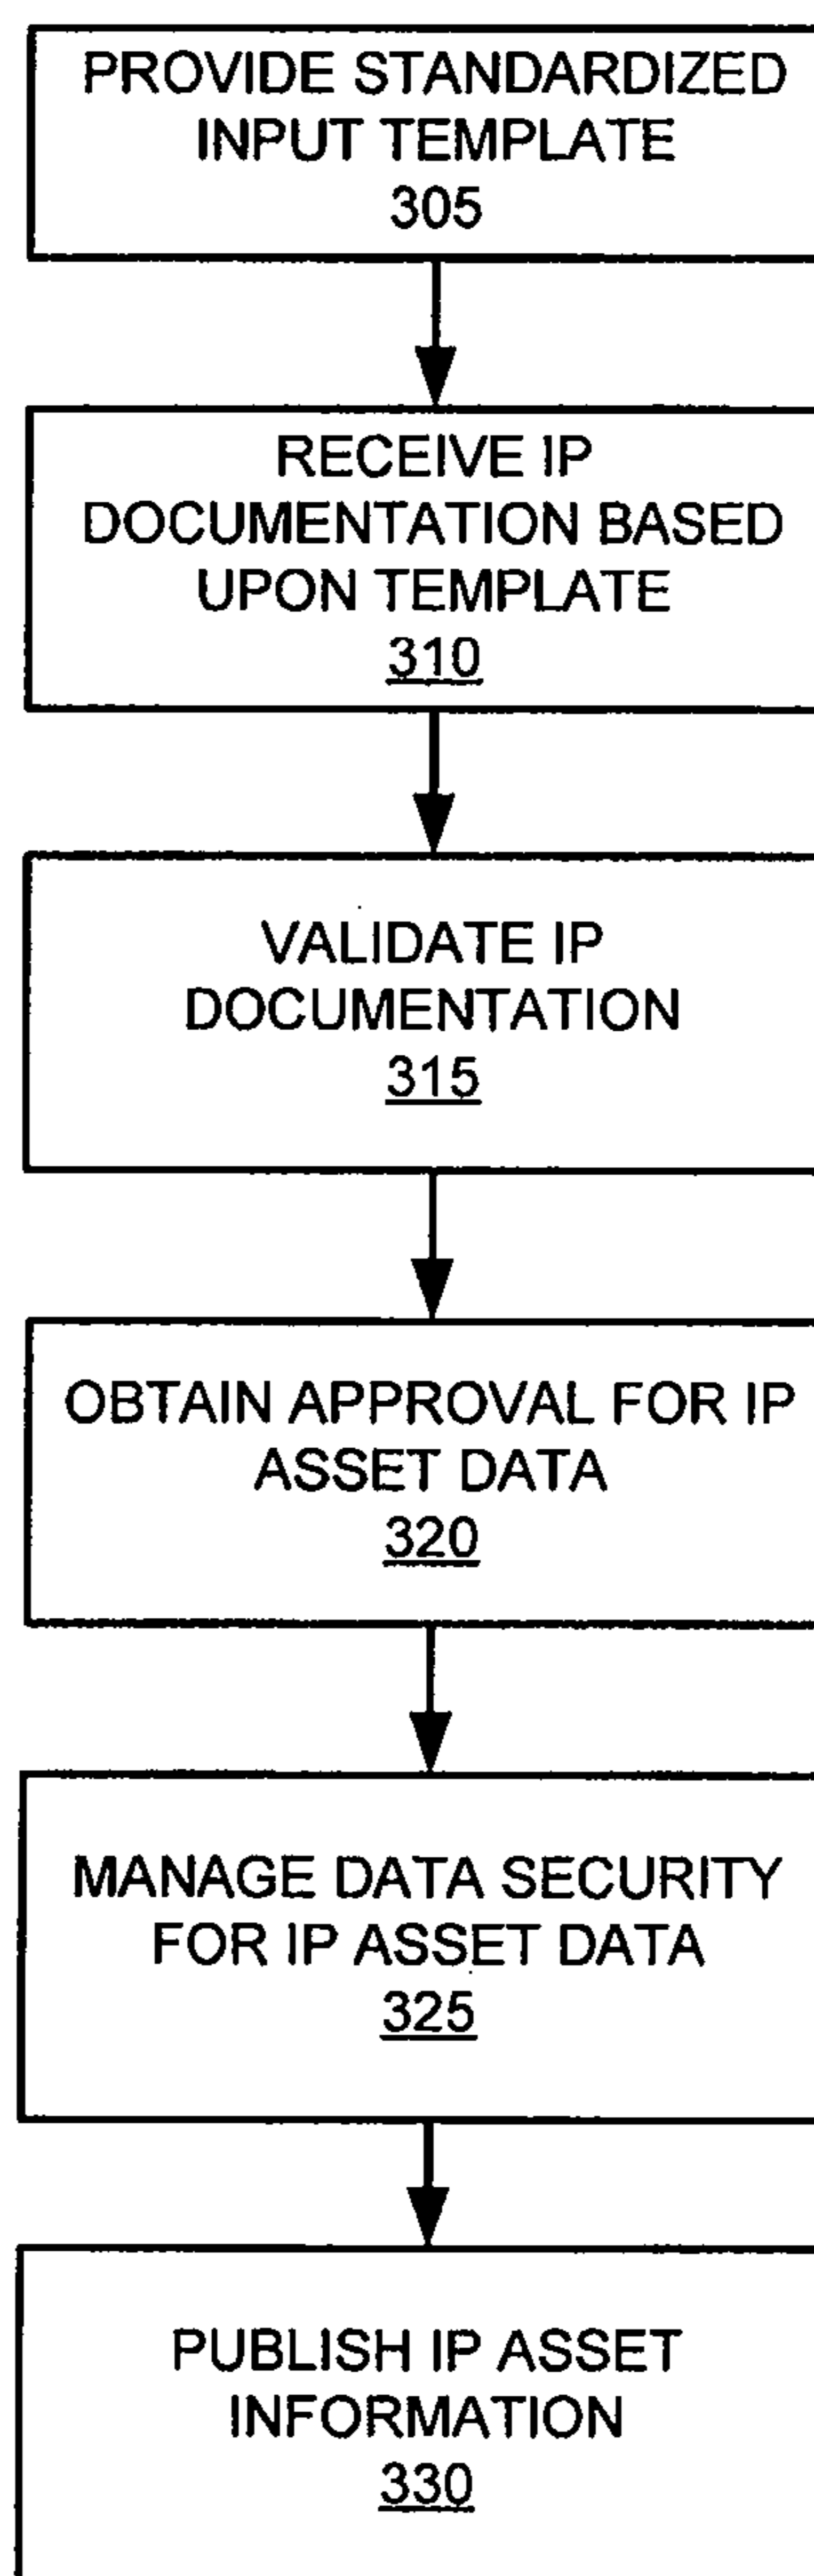 PROVIDE STANDARDIZED
INPUT TEMPLATE
305
RECEIVE IP
DOCUMENTATION BASED
UPON TEMPLATE
310
VALIDATE IP
DOCUMENTATION
315
OBTAIN APPROVAL FOR IP
ASSET DATA
320
MANAGE DATA SECURITY
FOR IP ASSET DATA
325
PUBLISH IP ASSET
INFORMATION
330